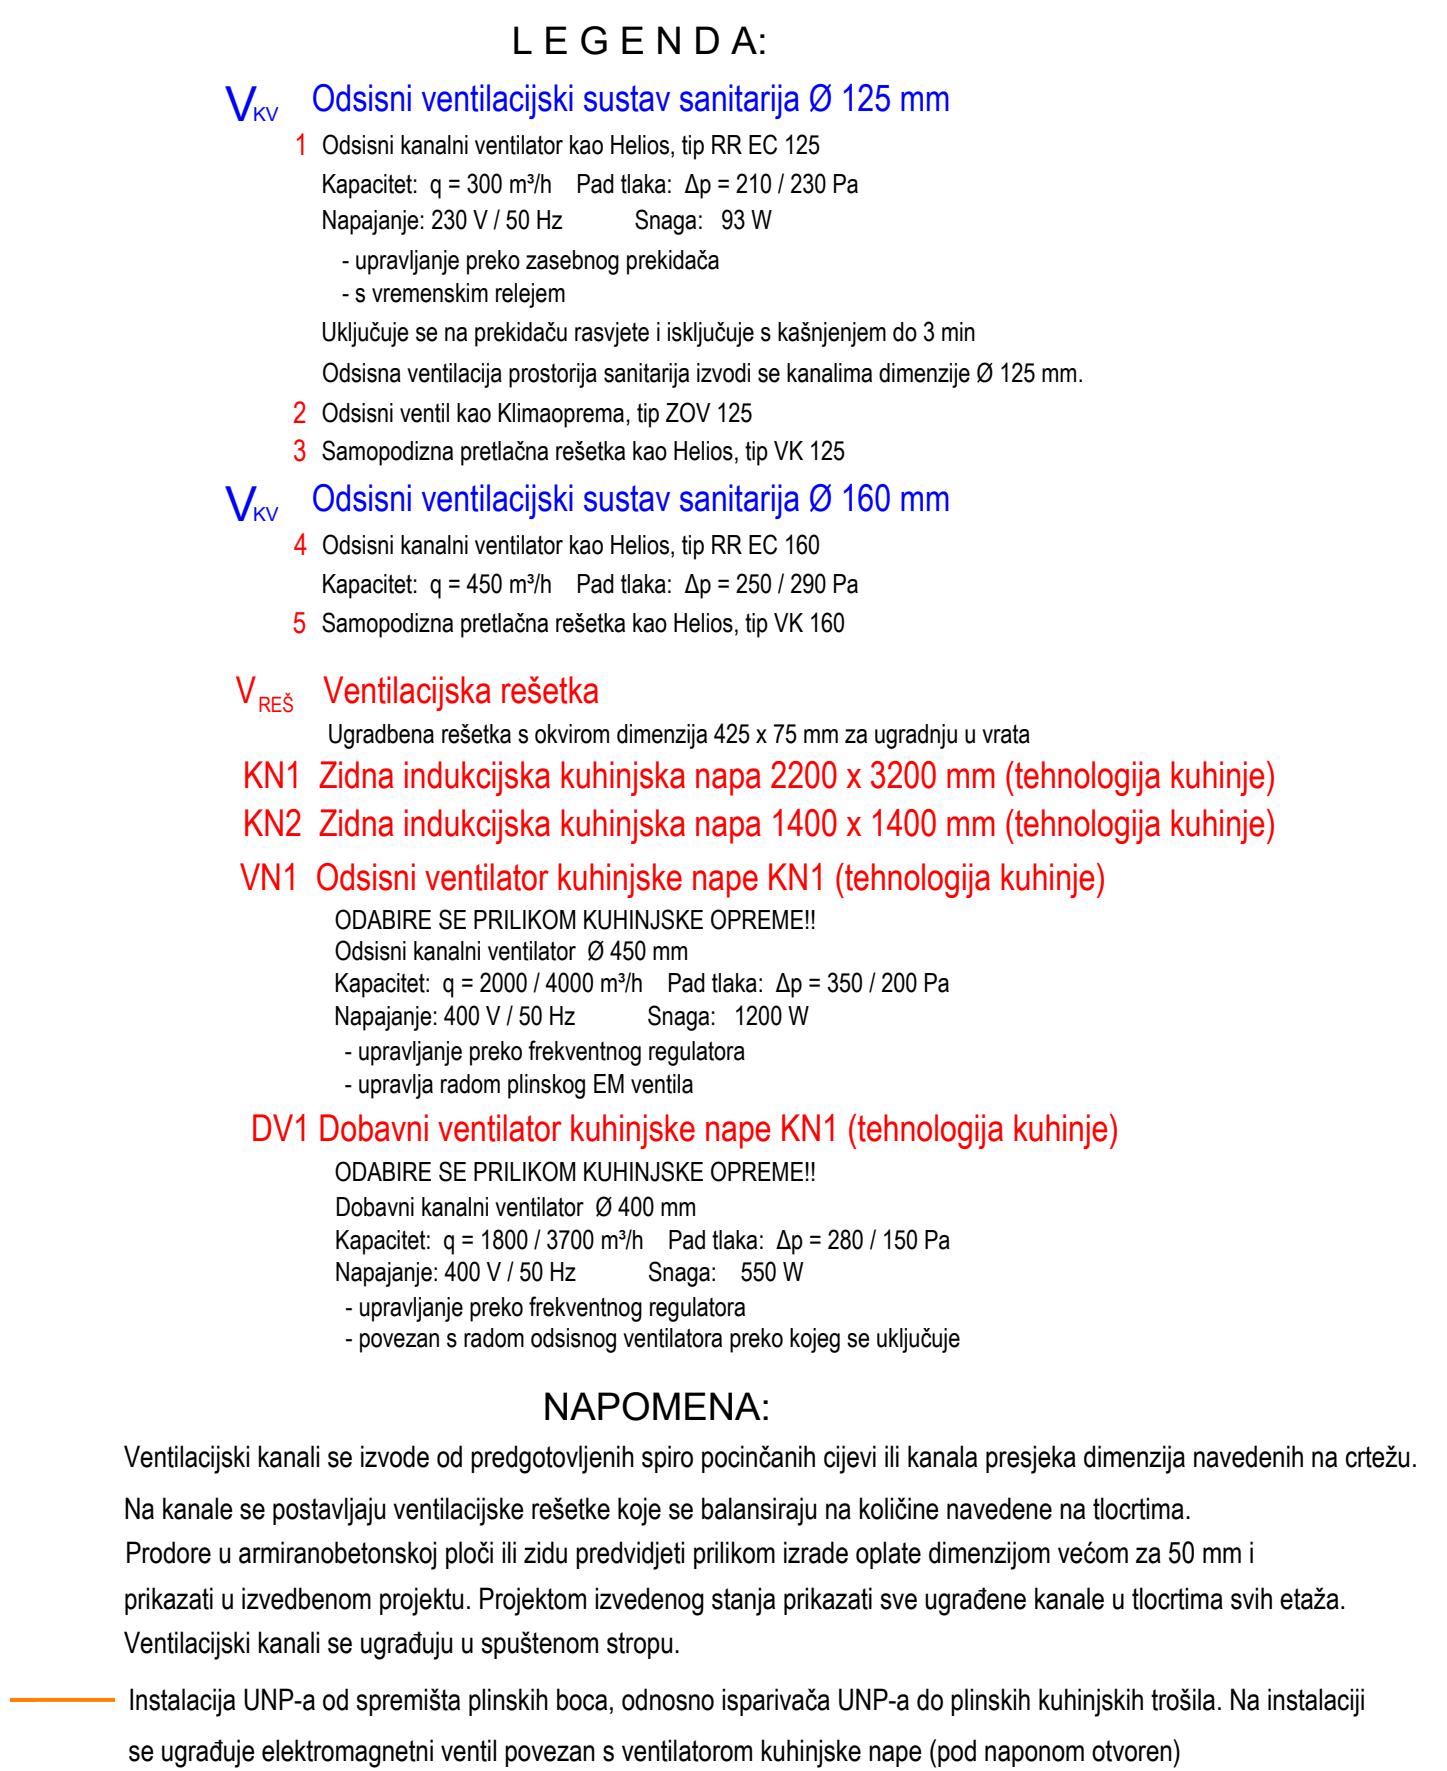 L E G E N D A:
VKV Odsisni ventilacijski sustav sanitarija Ø 125 mm
1 Odsisni kanalni ventilator kao Helios, tip RR EC 125
Kapacitet: q = 300 m³/h Pad tlaka: Δp = 210 / 230 Pa
Napajanje: 230 V / 50 Hz Snaga: 93 W
- upravljanje preko zasebnog prekidača
- s vremenskim relejem
Uključuje se na prekidaču rasvjete i isključuje s kašnjenjem do 3 min
Odsisna ventilacija prostorija sanitarija izvodi se kanalima dimenzije Ø 125 mm.
2 Odsisni ventil kao Klimaoprema, tip ZOV 125
3 Samopodizna pretlačna rešetka kao Helios, tip VK 125
VKV Odsisni ventilacijski sustav sanitarija Ø 160 mm
4 Odsisni kanalni ventilator kao Helios, tip RR EC 160
Kapacitet: q = 450 m³/h Pad tlaka: Δp = 250 / 290 Pa
5 Samopodizna pretlačna rešetka kao Helios, tip VK 160
VREŠ Ventilacijska rešetka
Ugradbena rešetka s okvirom dimenzija 425 x 75 mm za ugradnju u vrata
KN1 Zidna indukcijska kuhinjska napa 2200 x 3200 mm (tehnologija kuhinje)
KN2 Zidna indukcijska kuhinjska napa 1400 x 1400 mm (tehnologija kuhinje)
VN1 Odsisni ventilator kuhinjske nape KN1 (tehnologija kuhinje)
ODABIRE SE PRILIKOM KUHINJSKE OPREME!!
Odsisni kanalni ventilator Ø 450 mm
Kapacitet: q = 2000 / 4000 m³/h Pad tlaka: Δp = 350 / 200 Pa
Napajanje: 400 V / 50 Hz Snaga: 1200 W
- upravljanje preko frekventnog regulatora
- upravlja radom plinskog EM ventila
DV1 Dobavni ventilator kuhinjske nape KN1 (tehnologija kuhinje)
ODABIRE SE PRILIKOM KUHINJSKE OPREME!!
Dobavni kanalni ventilator Ø 400 mm
Kapacitet: q = 1800 / 3700 m³/h Pad tlaka: Δp = 280 / 150 Pa
Napajanje: 400 V / 50 Hz Snaga: 550 W
- upravljanje preko frekventnog regulatora
- povezan s radom odsisnog ventilatora preko kojeg se uključuje
NAPOMENA:
Ventilacijski kanali se izvode od predgotovljenih spiro pocinčanih cijevi ili kanala presjeka dimenzija navedenih na crtežu.
Na kanale se postavljaju ventilacijske rešetke koje se balansiraju na količine navedene na tlocrtima.
Prodore u armiranobetonskoj ploči ili zidu predvidjeti prilikom izrade oplate dimenzijom većom za 50 mm i
prikazati u izvedbenom projektu. Projektom izvedenog stanja prikazati sve ugrađene kanale u tlocrtima svih etaža.
Ventilacijski kanali se ugrađuju u spuštenom stropu.
Instalacija UNP-a od spremišta plinskih boca, odnosno isparivača UNP-a do plinskih kuhinjskih trošila. Na instalaciji
se ugrađuje elektromagnetni ventil povezan s ventilatorom kuhinjske nape (pod naponom otvoren)